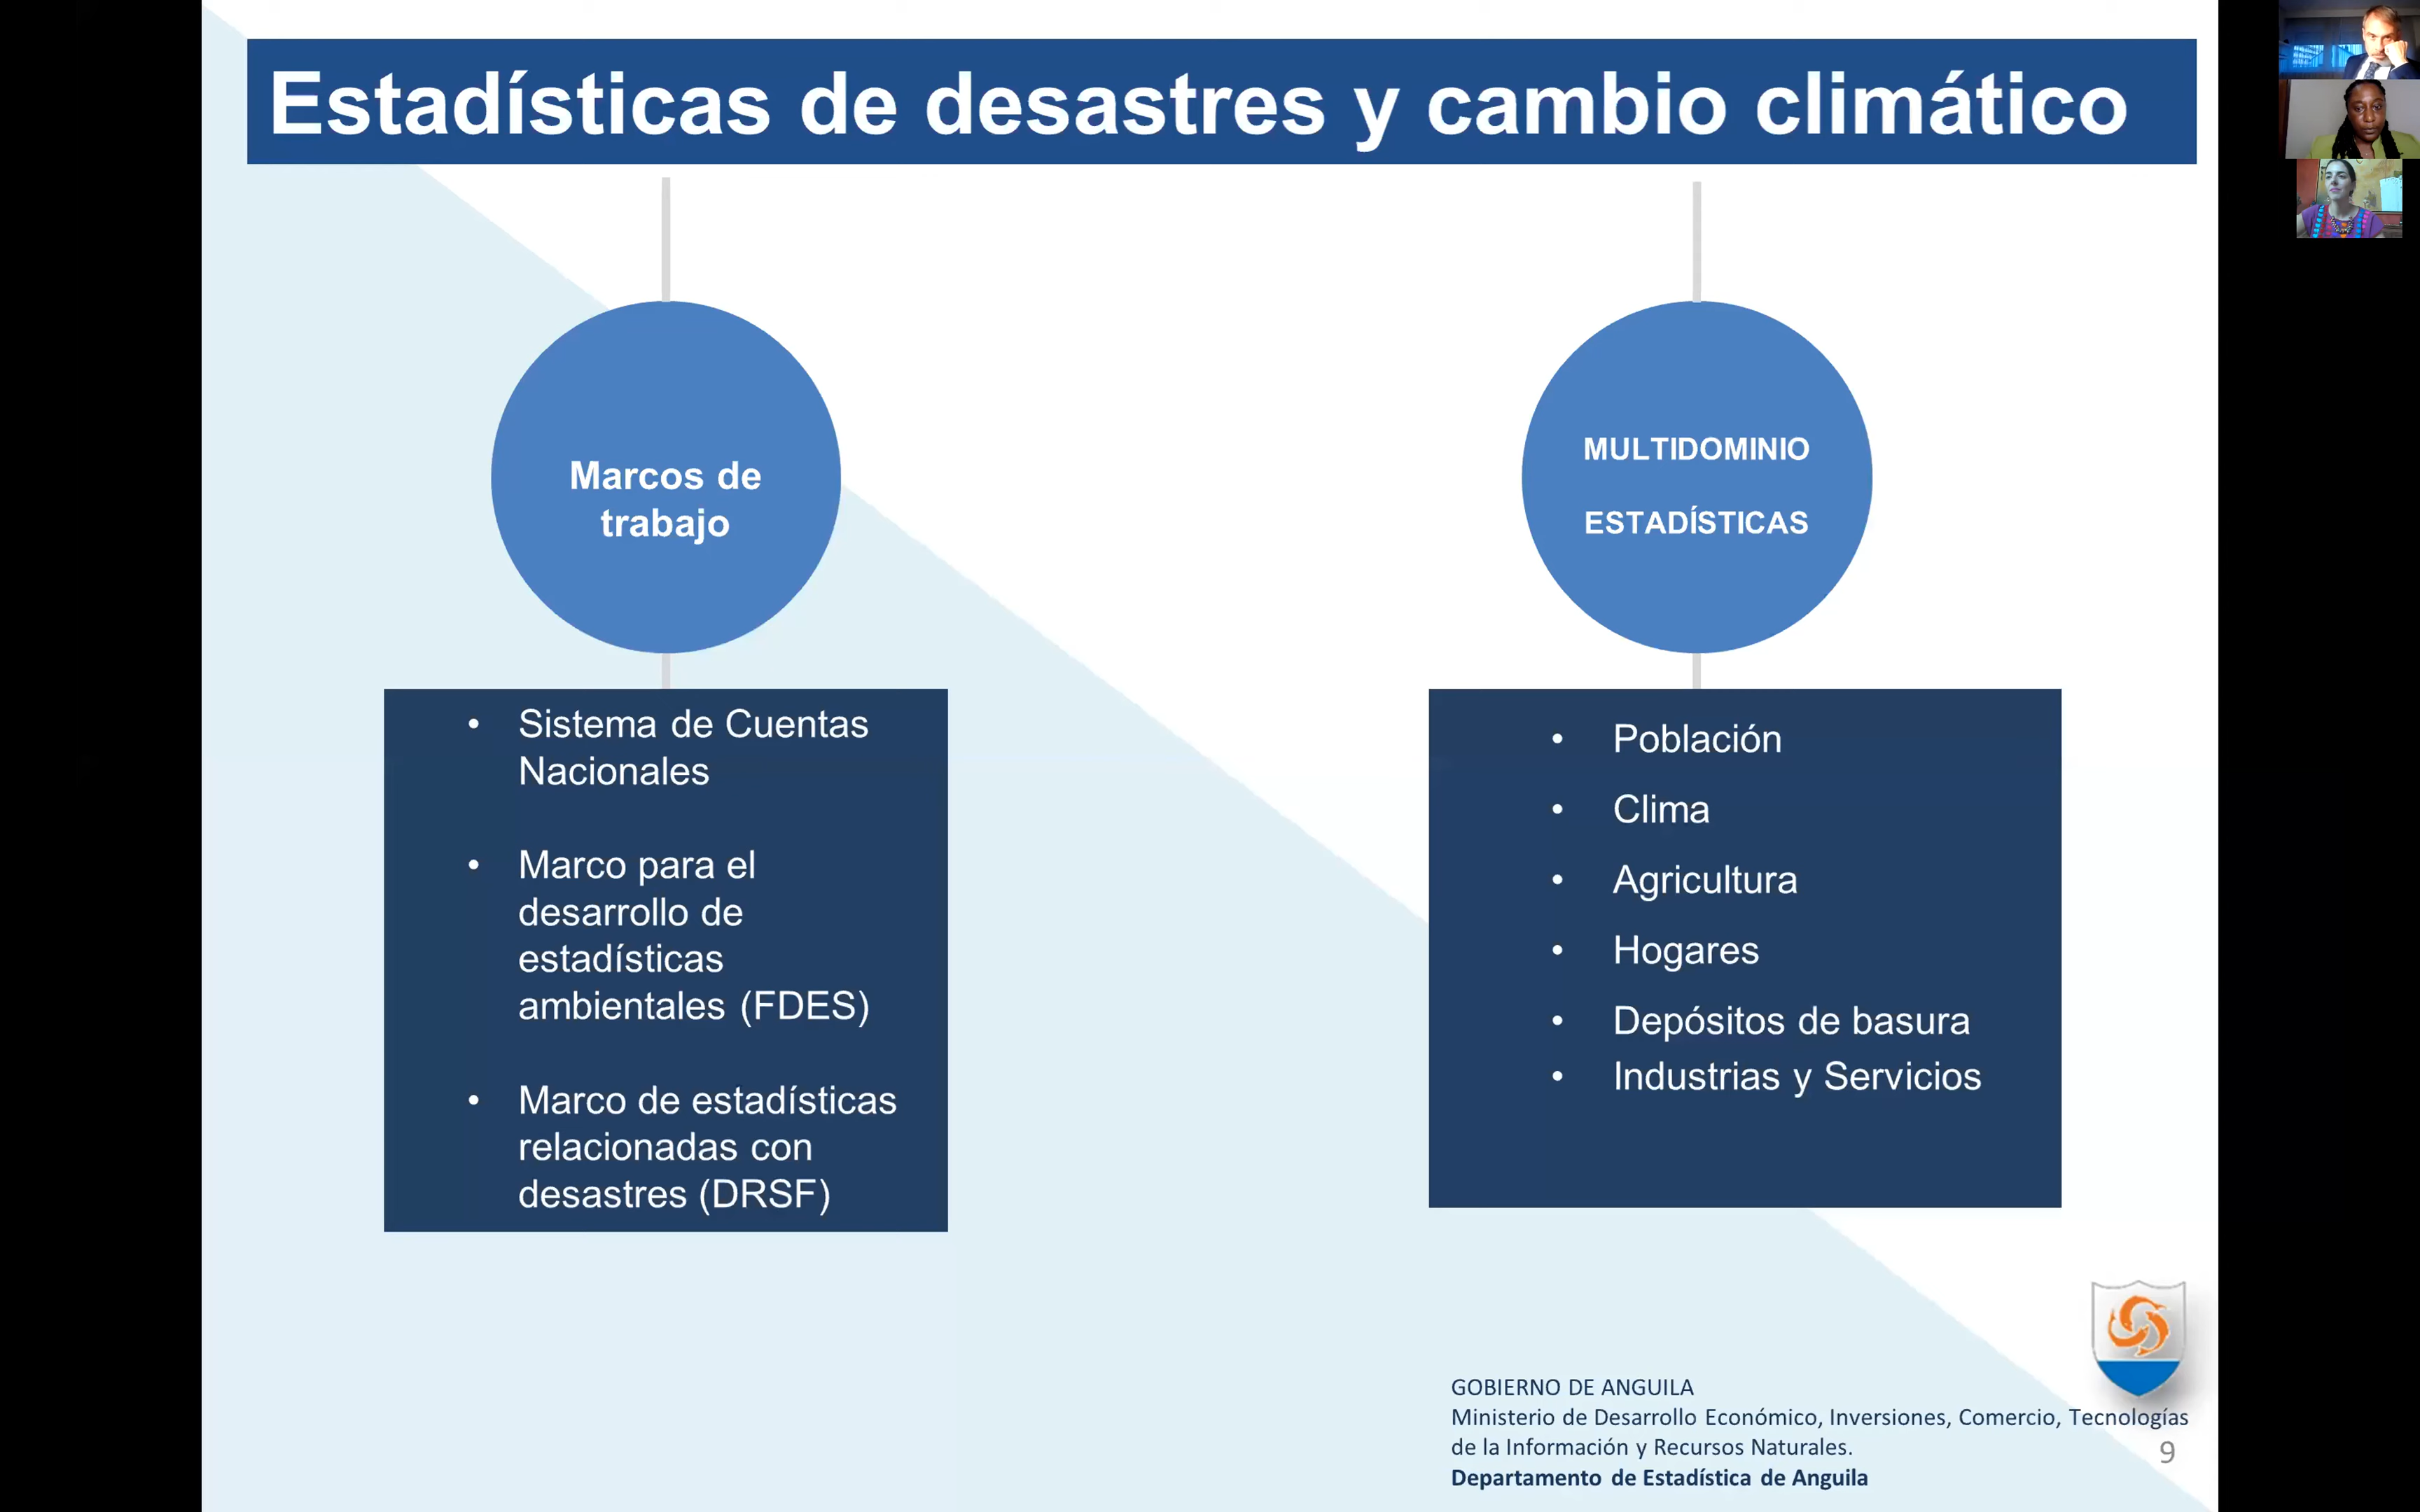 Estadísticas de desastres y cambio climático
Marcos de
trabajo
• Sistema de Cuentas
Nacionales
• Marco para el
desarrollo de
estadísticas
ambientales (FDES)
• Marco de estadísticas
relacionadas con
desastres (DRSF)
MULTIDOMINIO
ESTADÍSTICAS
• Población
• Clima
• Agricultura
• Hogares
• Depósitos de basura
• Industrias y Servicios
GOBIERNO DE ANGUILA
Ministerio de Desarrollo Económico, Inversiones, Comercio, Tecnologías
de la Información y Recursos Naturales.
Departamento de Estadística de Anguila
9